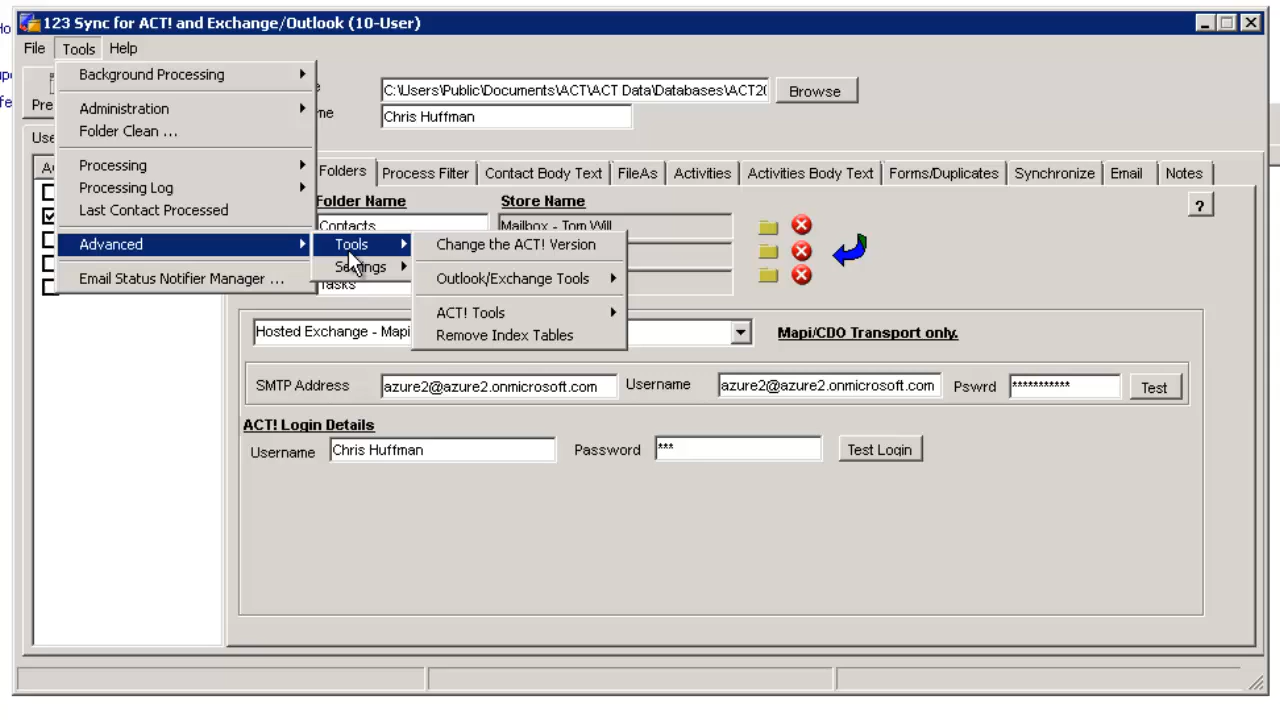 Ho
123 Sync for ACT! and Exchange/Outlook (10-User)
File Tools Help
Background Processing
Administration
Folder Clean ...
Processing
Processing Log
Last Contact Processed
Advanced
Email Status Notifier Manager ...
Pre
Use
C:\Users\Public\Documents\ACT\ACT Data\Databases\ACT20
Browse
Chris Huffman
Folders Process Filter Contact Body Text FileAs Activities Activities Body Text Forms/Duplicates Synchronize Email Notes
Folder Name Store Name
?
Contacts Mailbox - Tom Will
Tools
Settings
Tasks
Change the ACT! Version
Outlook/Exchange Tools
ACT! Tools
Remove Index Tables
Hosted Exchange - Mapi
Mapi/CDO Transport only.
SMTP Address azure2@azure2.onmicrosoft.com Username azure2@azure2.onmicrosoft.com Pswrd *********** Test
ACT! Login Details
Username Chris Huffman Password *** Test Login